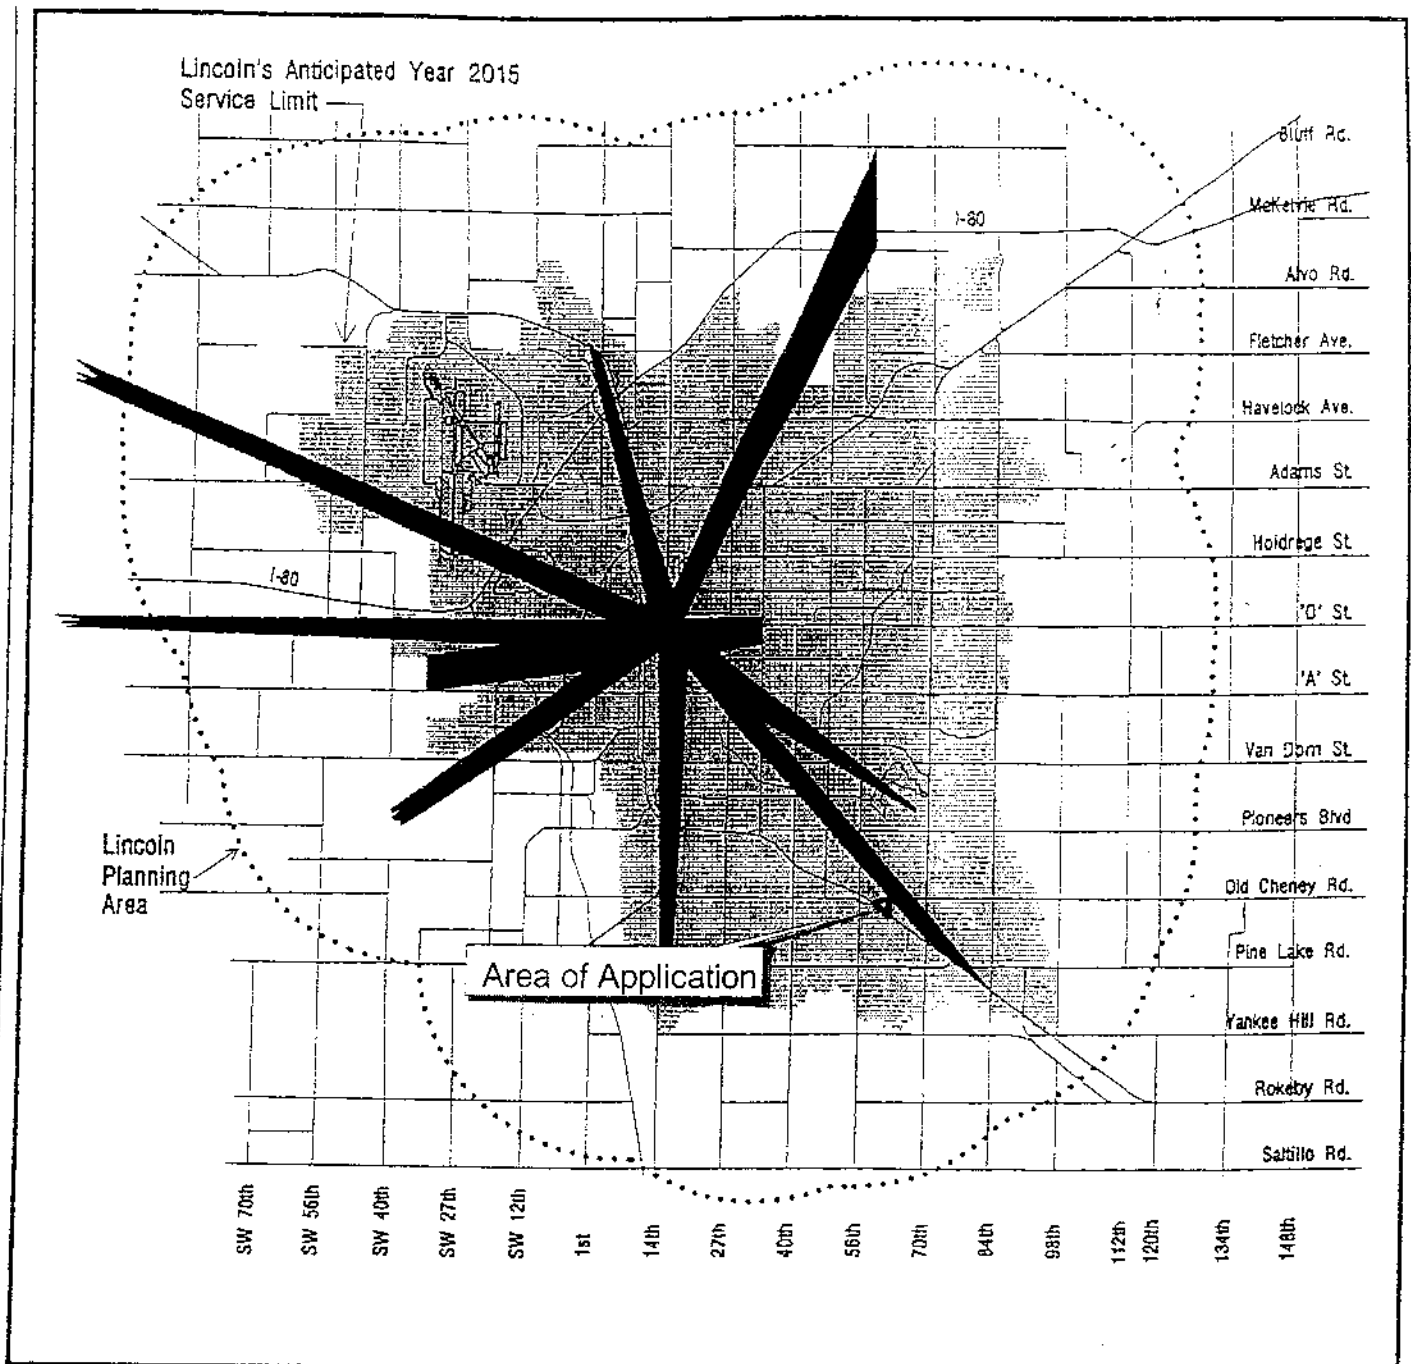 Lincoln's Anticipated Year 2015
Service Limit
Bluff Rd.
McKelvie Rd.
I-80
Alvo Rd.
Fletcher Ave.
Havelock Ave.
Adams St.
Holdrege St.
I-80
'O' St.
'A' St.
Van Dorn St.
Pioneers Blvd
Lincoln
Planning
Area
Old Cheney Rd.
Pine Lake Rd.
Area of Application
Yankee Hill Rd.
Rokeby Rd.
Saltillo Rd.
SW 70th
SW 56th
SW 40th
SW 27th
SW 12th
1st
14th
27th
40th
56th
70th
84th
98th
112th
120th
134th
148th